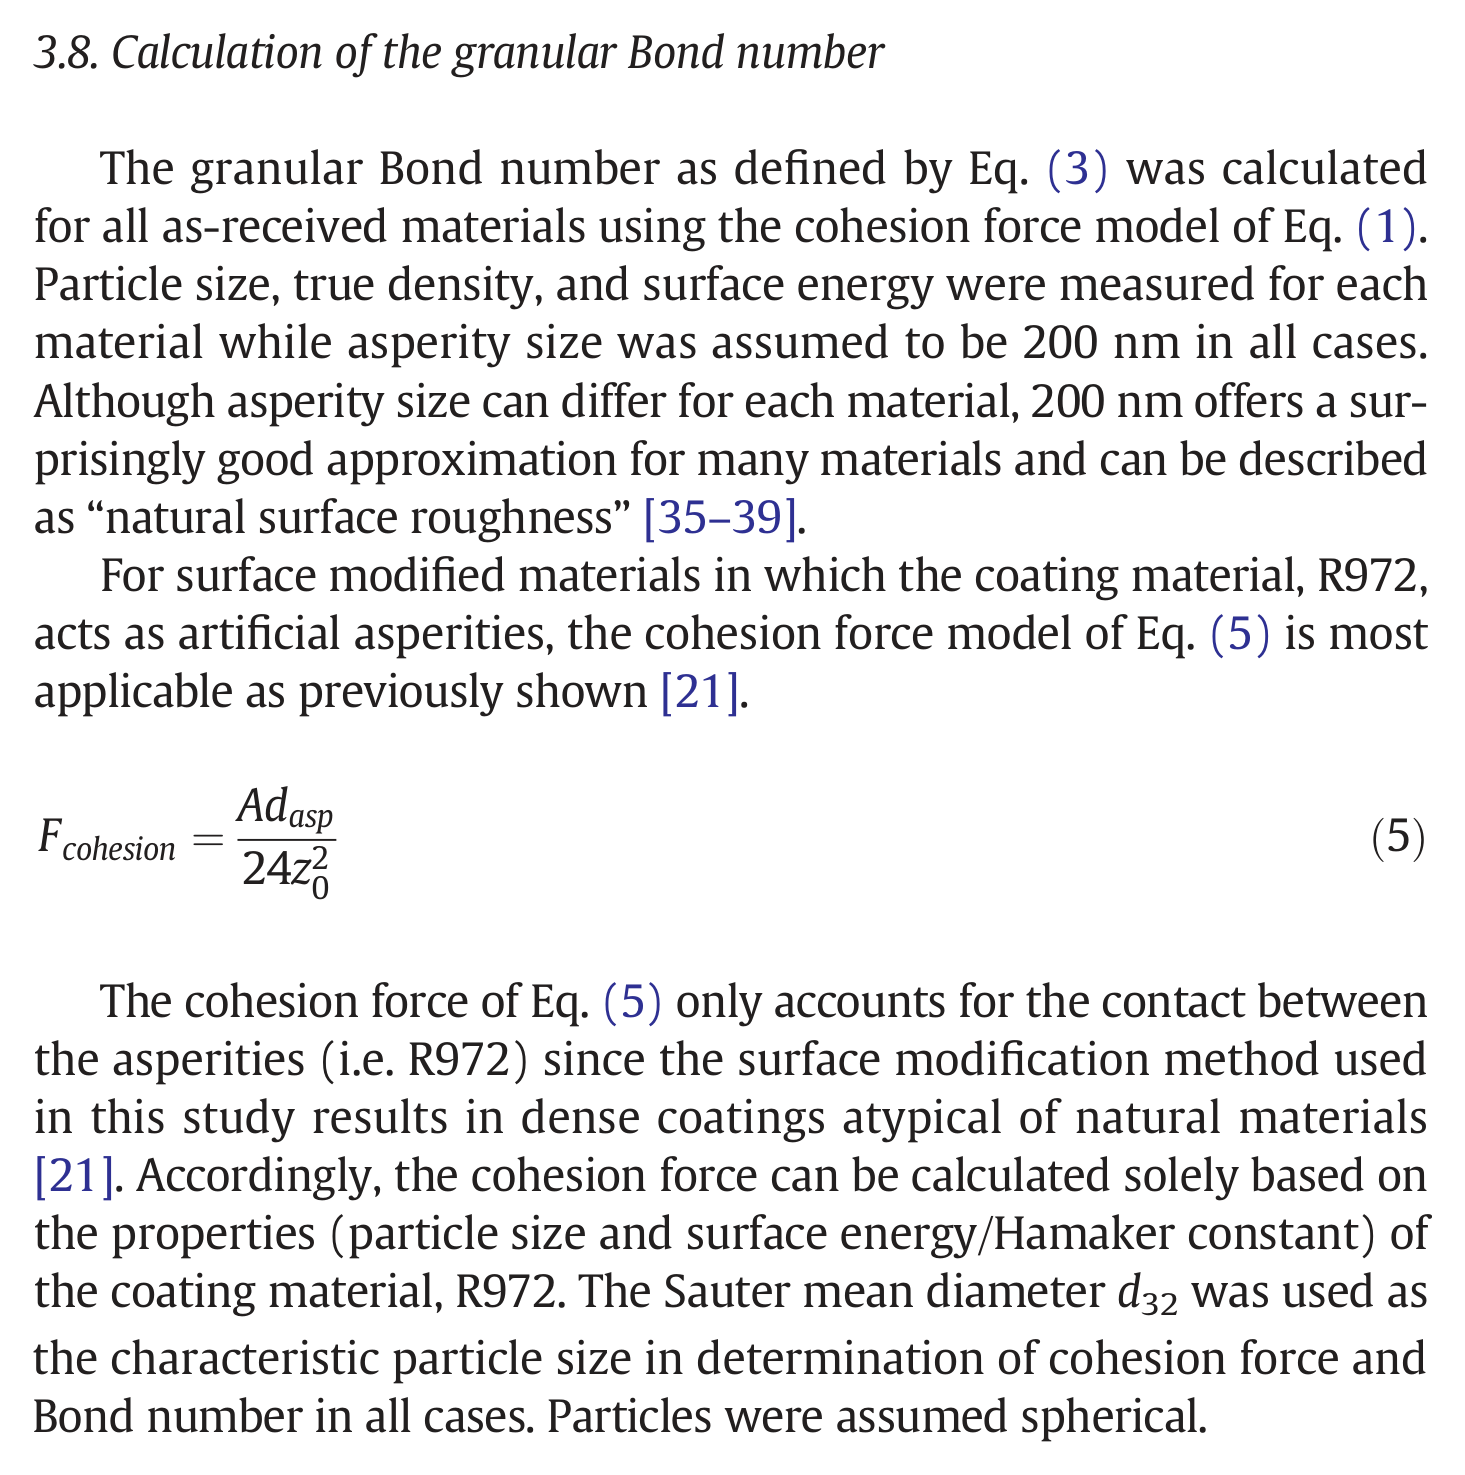 3.8. Calculation of the granular Bond number
The granular Bond number as defined by Eq. (3) was calculated
for all as-received materials using the cohesion force model of Eq. (1).
Particle size, true density, and surface energy were measured for each
material while asperity size was assumed to be 200 nm in all cases.
Although asperity size can differ for each material, 200 nm offers a sur-
prisingly good approximation for many materials and can be described
as “natural surface roughness” [35–39].
For surface modified materials in which the coating material, R972,
acts as artificial asperities, the cohesion force model of Eq. (5) is most
applicable as previously shown [21].
F_{cohesion} = \frac{Ad_{asp}}{24z_0^2} (5)
The cohesion force of Eq. (5) only accounts for the contact between
the asperities (i.e. R972) since the surface modification method used
in this study results in dense coatings atypical of natural materials
[21]. Accordingly, the cohesion force can be calculated solely based on
the properties (particle size and surface energy/Hamaker constant) of
the coating material, R972. The Sauter mean diameter d_{32} was used as
the characteristic particle size in determination of cohesion force and
Bond number in all cases. Particles were assumed spherical.